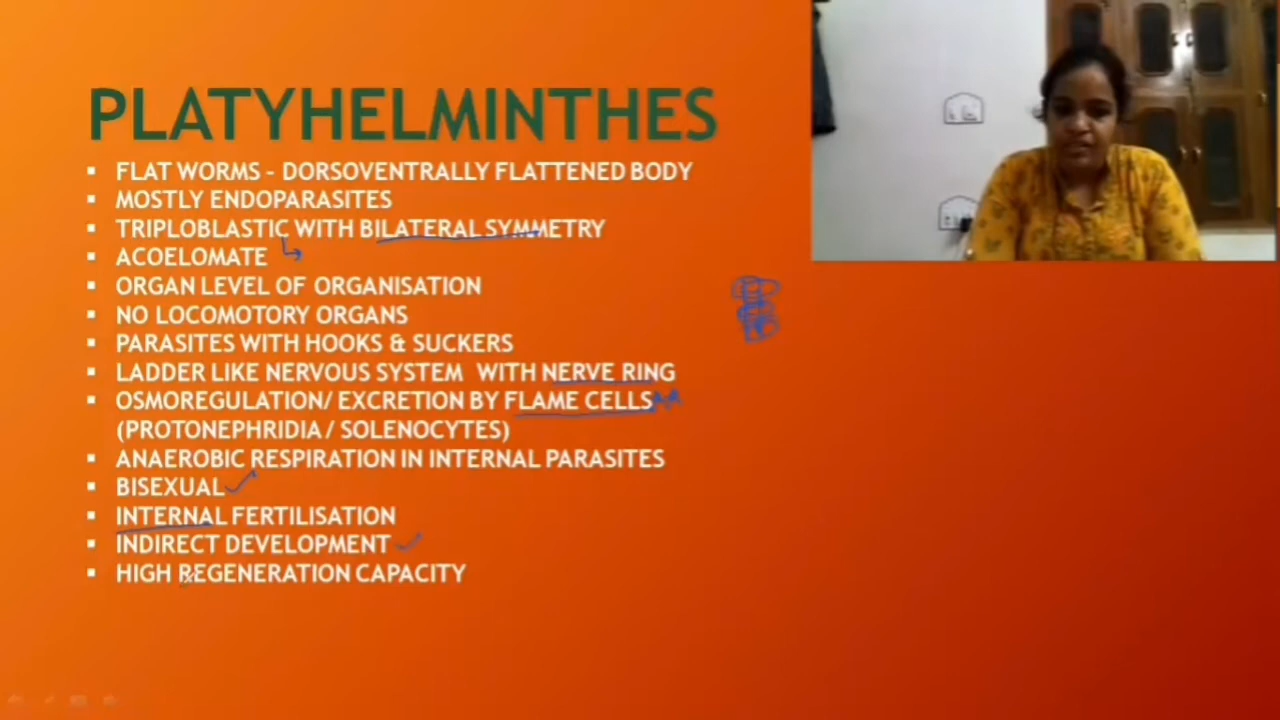 PLATYHELMINTHES
▪ FLAT WORMS - DORSOVENTRALLY FLATTENED BODY
▪ MOSTLY ENDOPARASITES
▪ TRIPLOBLASTIC WITH BILATERAL SYMMETRY
▪ ACOELOMATE
▪ ORGAN LEVEL OF ORGANISATION
▪ NO LOCOMOTORY ORGANS
▪ PARASITES WITH HOOKS & SUCKERS
▪ LADDER LIKE NERVOUS SYSTEM WITH NERVE RING
▪ OSMOREGULATION/ EXCRETION BY FLAME CELLS
(PROTONEPHRIDIA / SOLENOCYTES)
▪ ANAEROBIC RESPIRATION IN INTERNAL PARASITES
▪ BISEXUAL
▪ INTERNAL FERTILISATION
▪ INDIRECT DEVELOPMENT
▪ HIGH REGENERATION CAPACITY